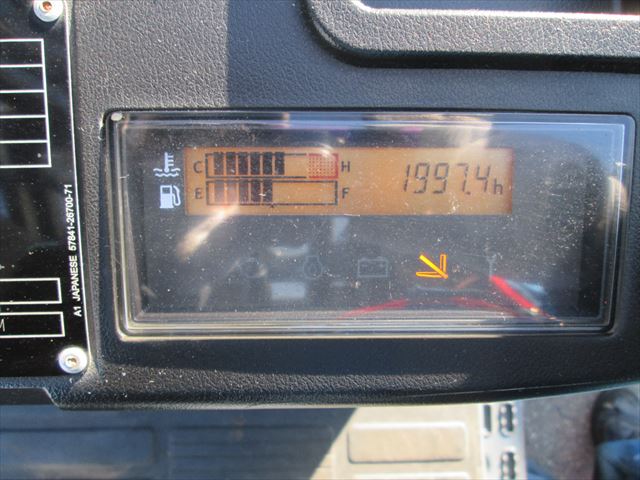 C H 1997.4h
E F
A1 JAPANESE 57841-26700-71
M